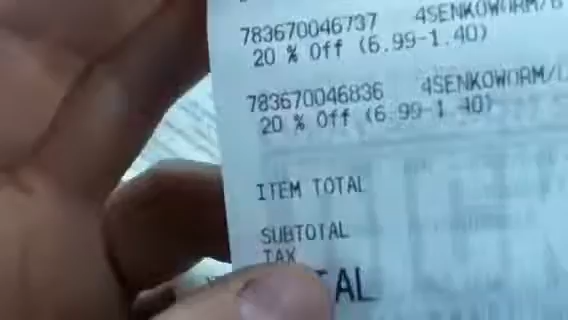 783670046737 4SENKOWORM/B
20 % Off (6.99-1.40)
783670046836 4SENKOWORM/
20 % Off (6.99-1.40)
ITEM TOTAL
SUBTOTAL
TAX
TAL